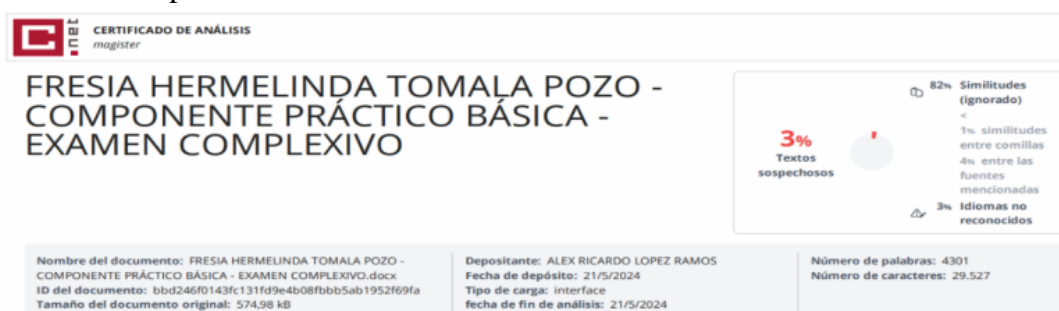 C
.net
CERTIFICADO DE ANÁLISIS
magister
FRESIA HERMELINDA TOMALA POZO -
COMPONENTE PRÁCTICO BÁSICA -
EXAMEN COMPLEXIVO
3%
Textos
sospechosos
82% Similitudes
(ignorado)
<
1% similitudes
entre comillas
4% entre las
fuentes
mencionadas
3% Idiomas no
reconocidos
Nombre del documento: FRESIA HERMELINDA TOMALA POZO -
COMPONENTE PRÁCTICO BÁSICA - EXAMEN COMPLEXIVO.docx
ID del documento: bbd246f0143fc131fd9e4b08fbbb5ab1952f69fa
Tamaño del documento original: 574,98 kB
Depositante: ALEX RICARDO LOPEZ RAMOS
Fecha de depósito: 21/5/2024
Tipo de carga: interface
fecha de fin de análisis: 21/5/2024
Número de palabras: 4301
Número de caracteres: 29.527